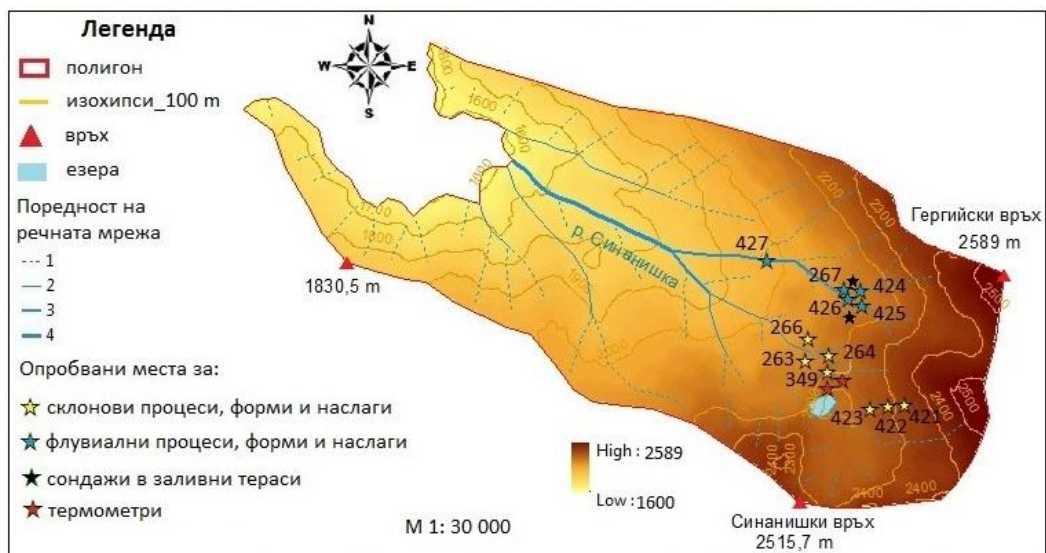 Легенда
полигон
изохипси_100 m
връх
езера
Поредност на
речната мрежа
1
2
3
4
Опробвани места за:
склонови процеси, форми и наслаги
флувиални процеси, форми и наслаги
сондажи в заливни тераси
термометри
N
W E
S
1600
1800
1700
1800
2200
2300
Гергийски връх
2589 m
2500
р. Синанишка
427
267
424
426
425
266
264
263
349
423
422
421
1830,5 m
2400
2500
2400
High : 2589
Low : 1600
М 1: 30 000
Синанишки връх
2515,7 m